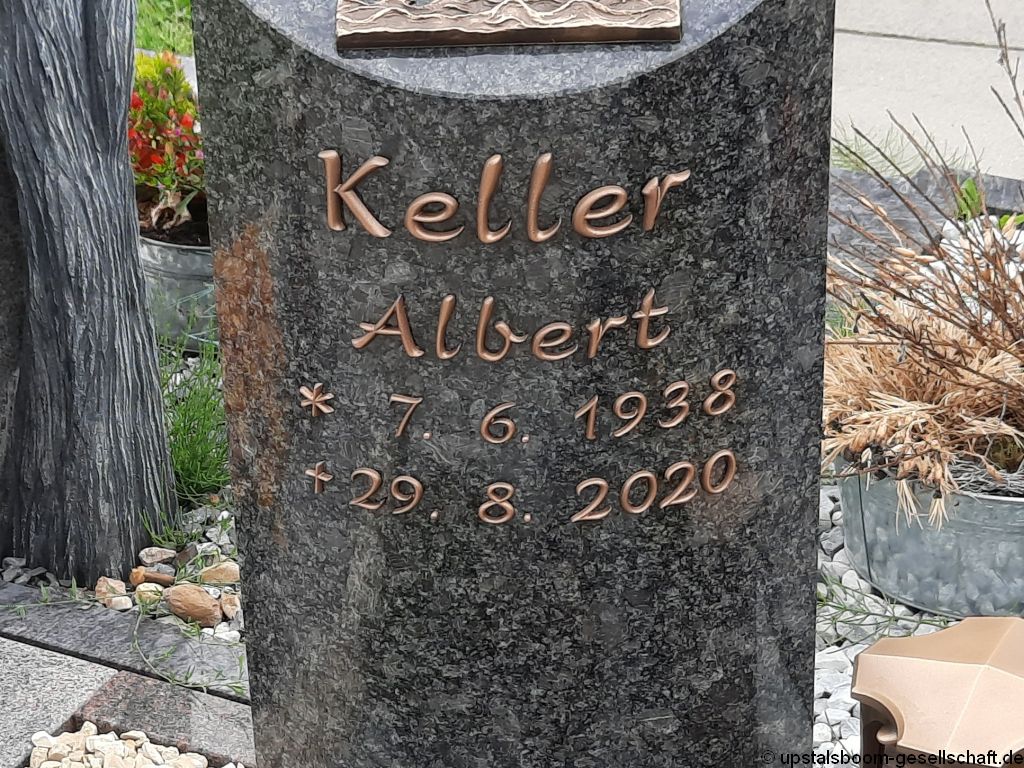 Keller
Albert
* 7. 6. 1938
† 29. 8. 2020
© upstalsboom-gesellschaft.de